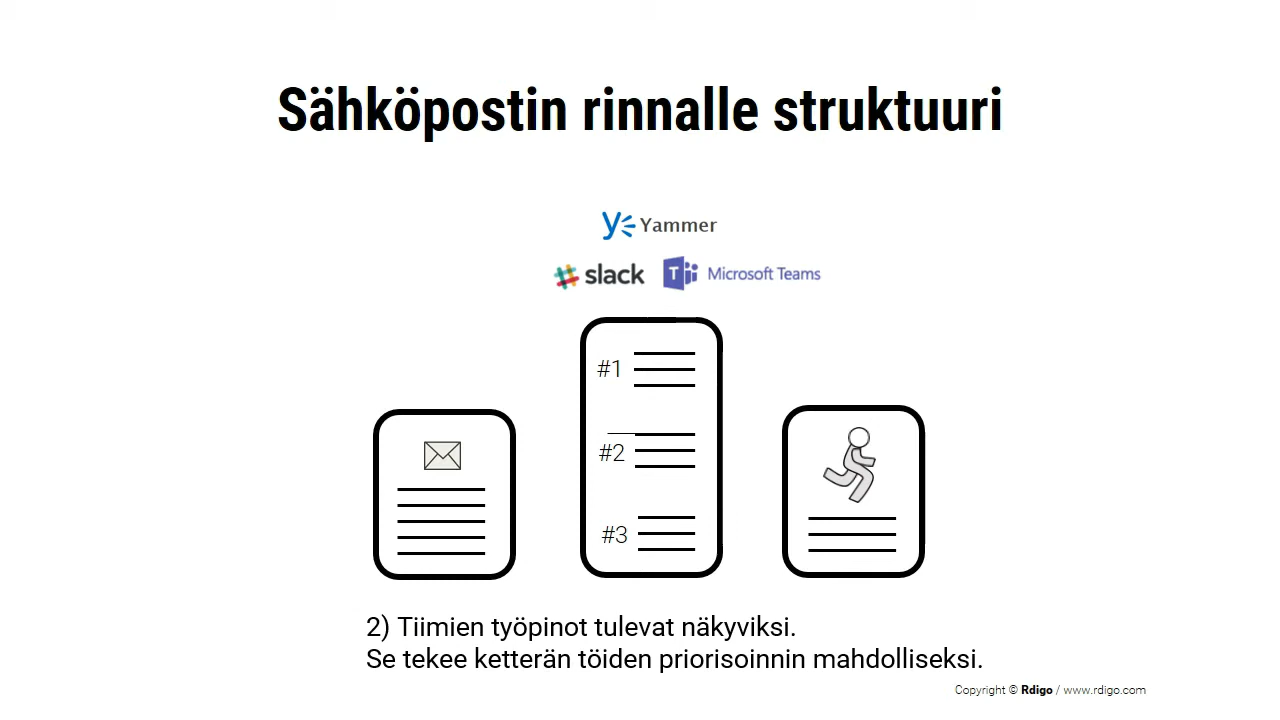 Sähköpostin rinnalle struktuuri
Yammer
slack
Microsoft Teams
#1
#2
#3
2) Tiimien työpinot tulevat näkyviksi.
Se tekee ketterän töiden priorisoinnin mahdolliseksi.
Copyright © Rdigo / www.rdigo.com